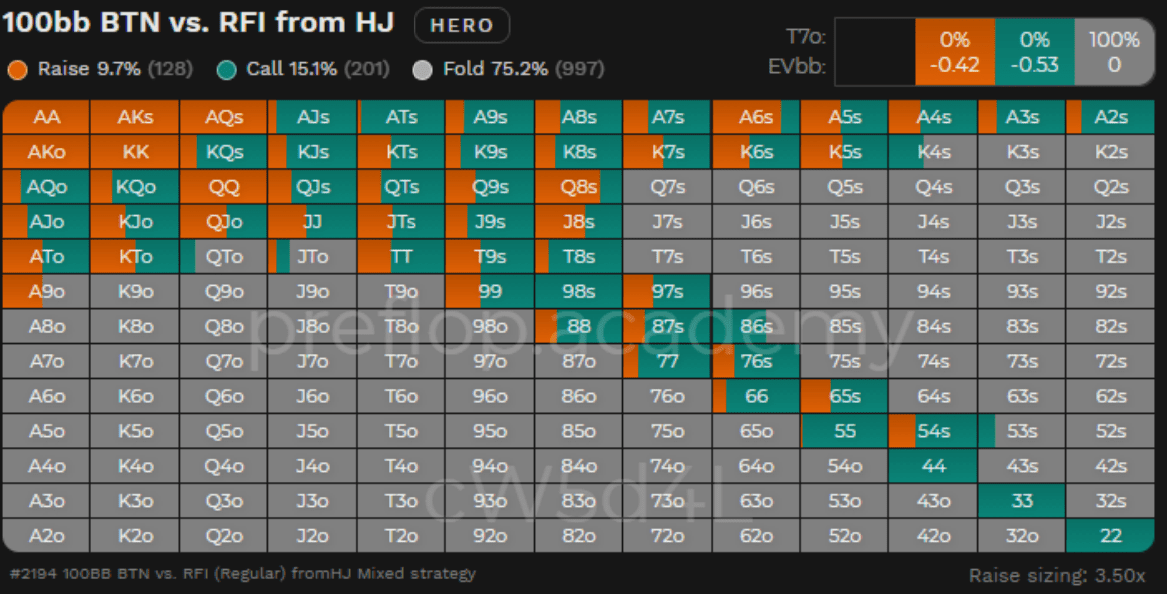 100bb BTN vs. RFI from HJ HERO
Raise 9.7% (128) Call 15.1% (201) Fold 75.2% (997)
T7o: 0% 0% 100%
EVbb: -0.42 -0.53 0
AA AKs AQs AJs ATs A9s A8s A7s A6s A5s A4s A3s A2s
AKo KK KQs KJs KTs K9s K8s K7s K6s K5s K4s K3s K2s
AQo KQo QQ QJs QTs Q9s Q8s Q7s Q6s Q5s Q4s Q3s Q2s
AJo KJo QJo JJ JTs J9s J8s J7s J6s J5s J4s J3s J2s
ATo KTo QTo JTo TT T9s T8s T7s T6s T5s T4s T3s T2s
A9o K9o Q9o J9o T9o 99 98s 97s 96s 95s 94s 93s 92s
A8o K8o Q8o J8o T8o 98o 88 87s 86s 85s 84s 83s 82s
preflop.academy
A7o K7o Q7o J7o T7o 97o 87o 77 76s 75s 74s 73s 72s
A6o K6o Q6o J6o T6o 96o 86o 76o 66 65s 64s 63s 62s
A5o K5o Q5o J5o T5o 95o 85o 75o 65o 55 54s 53s 52s
A4o K4o Q4o J4o T4o 94o 84o 74o 64o 54o 44 43s 42s
cW5d4L
A3o K3o Q3o J3o T3o 93o 83o 73o 63o 53o 43o 33 32s
A2o K2o Q2o J2o T2o 92o 82o 72o 62o 52o 42o 32o 22
#2194 100BB BTN vs. RFI (Regular) fromHJ Mixed strategy
Raise sizing: 3.50x